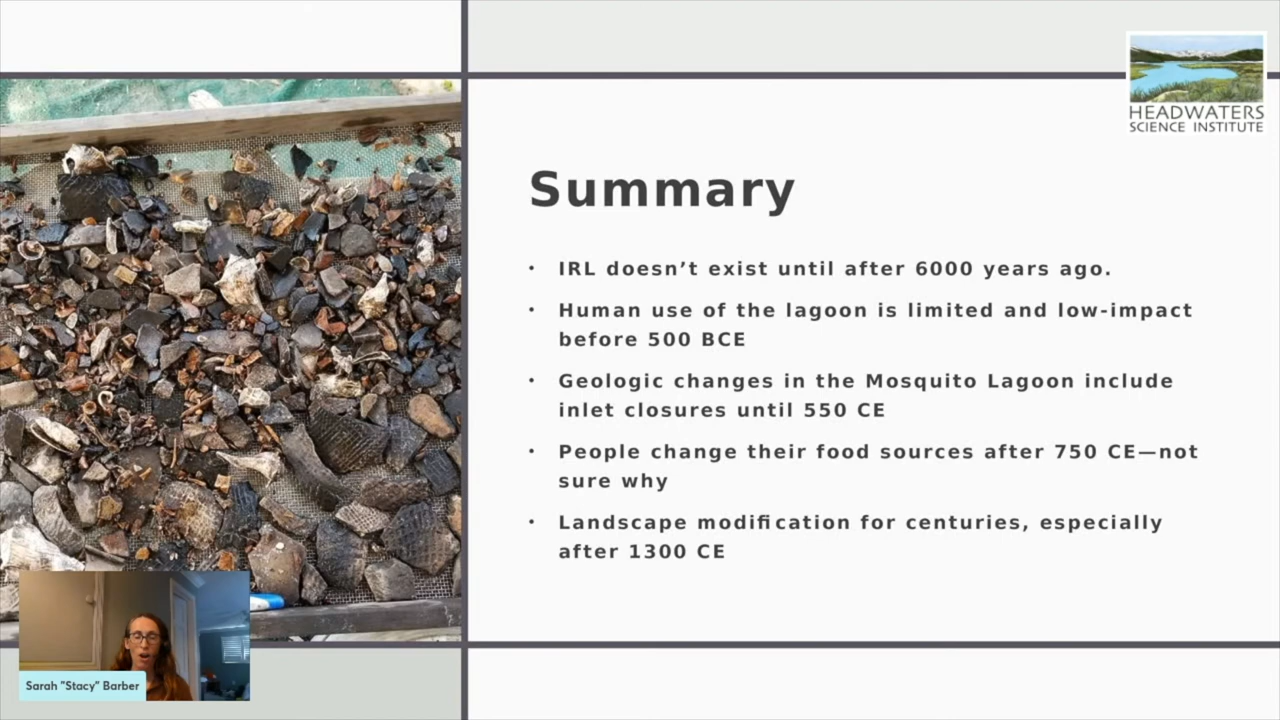 HEADWATERS
SCIENCE INSTITUTE
Summary
• IRL doesn’t exist until after 6000 years ago.
• Human use of the lagoon is limited and low-impact
before 500 BCE
• Geologic changes in the Mosquito Lagoon include
inlet closures until 550 CE
• People change their food sources after 750 CE—not
sure why
• Landscape modification for centuries, especially
after 1300 CE
Sarah "Stacy" Barber